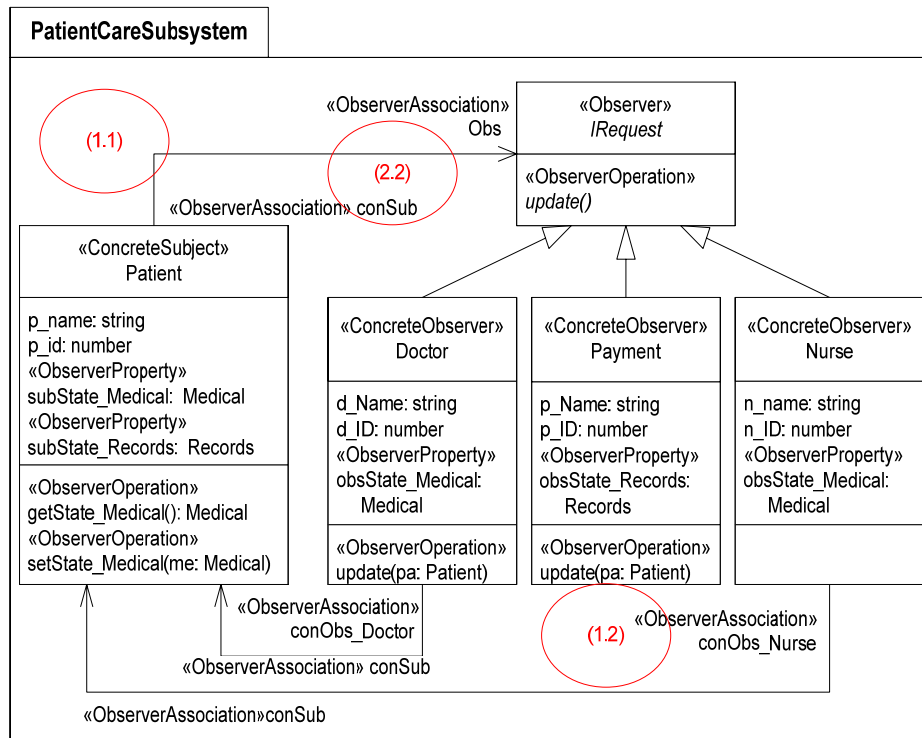 PatientCareSubsystem
«ObserverAssociation»
Obs
(1.1)
(2.2)
«ObserverAssociation» conSub
«Observer»
IRequest
«ObserverOperation»
update()
«ConcreteSubject»
Patient
p_name: string
p_id: number
«ObserverProperty»
subState_Medical: Medical
«ObserverProperty»
subState_Records: Records
«ObserverOperation»
getState_Medical(): Medical
«ObserverOperation»
setState_Medical(me: Medical)
«ConcreteObserver»
Doctor
d_Name: string
d_ID: number
«ObserverProperty»
obsState_Medical:
Medical
«ObserverOperation»
update(pa: Patient)
«ConcreteObserver»
Payment
p_Name: string
p_ID: number
«ObserverProperty»
obsState_Records:
Records
«ObserverOperation»
update(pa: Patient)
«ConcreteObserver»
Nurse
n_name: string
n_ID: number
«ObserverProperty»
obsState_Medical:
Medical
«ObserverAssociation»
conObs_Doctor
«ObserverAssociation» conSub
(1.2)
«ObserverAssociation»
conObs_Nurse
«ObserverAssociation»conSub